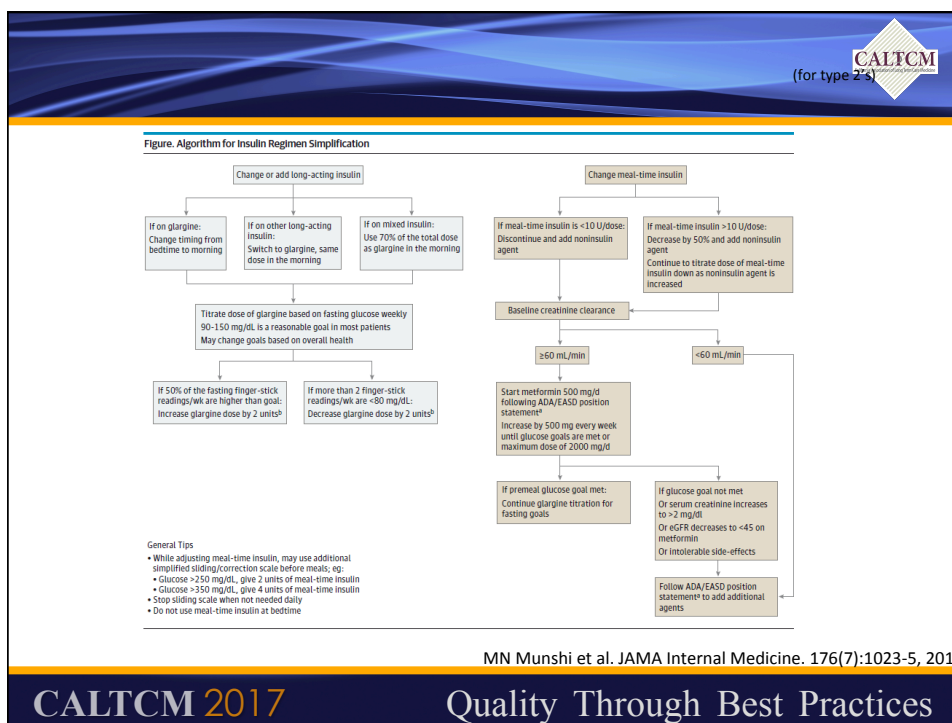 (for type 2's)
CALTCM
Figure. Algorithm for Insulin Regimen Simplification
Change or add long-acting insulin
If on glargine:
Change timing from
bedtime to morning
If on other long-acting
insulin:
Switch to glargine, same
dose in the morning
If on mixed insulin:
Use 70% of the total dose
as glargine in the morning
Titrate dose of glargine based on fasting glucose weekly
90-150 mg/dL is a reasonable goal in most patients
May change goals based on overall health
If 50% of the fasting finger-stick
readings/wk are higher than goal:
Increase glargine dose by 2 unitsᵇ
If more than 2 finger-stick
readings/wk are <80 mg/dL:
Decrease glargine dose by 2 unitsᵇ
Change meal-time insulin
If meal-time insulin is <10 U/dose:
Discontinue and add noninsulin
agent
If meal-time insulin >10 U/dose:
Decrease by 50% and add noninsulin
agent
Continue to titrate dose of meal-time
insulin down as noninsulin agent is
increased
Baseline creatinine clearance
≥60 mL/min
<60 mL/min
Start metformin 500 mg/d
following ADA/EASD position
statementᵃ
Increase by 500 mg every week
until glucose goals are met or
maximum dose of 2000 mg/d
If premeal glucose goal met:
Continue glargine titration for
fasting goals
If glucose goal not met
Or serum creatinine increases
to >2 mg/dl
Or eGFR decreases to <45 on
metformin
Or intolerable side-effects
Follow ADA/EASD position
statementᵃ to add additional
agents
General Tips
• While adjusting meal-time insulin, may use additional
simplified sliding/correction scale before meals; eg:
• Glucose >250 mg/dL, give 2 units of meal-time insulin
• Glucose >350 mg/dL, give 4 units of meal-time insulin
• Stop sliding scale when not needed daily
• Do not use meal-time insulin at bedtime
MN Munshi et al. JAMA Internal Medicine. 176(7):1023-5, 201
CALTCM 2017
Quality Through Best Practices